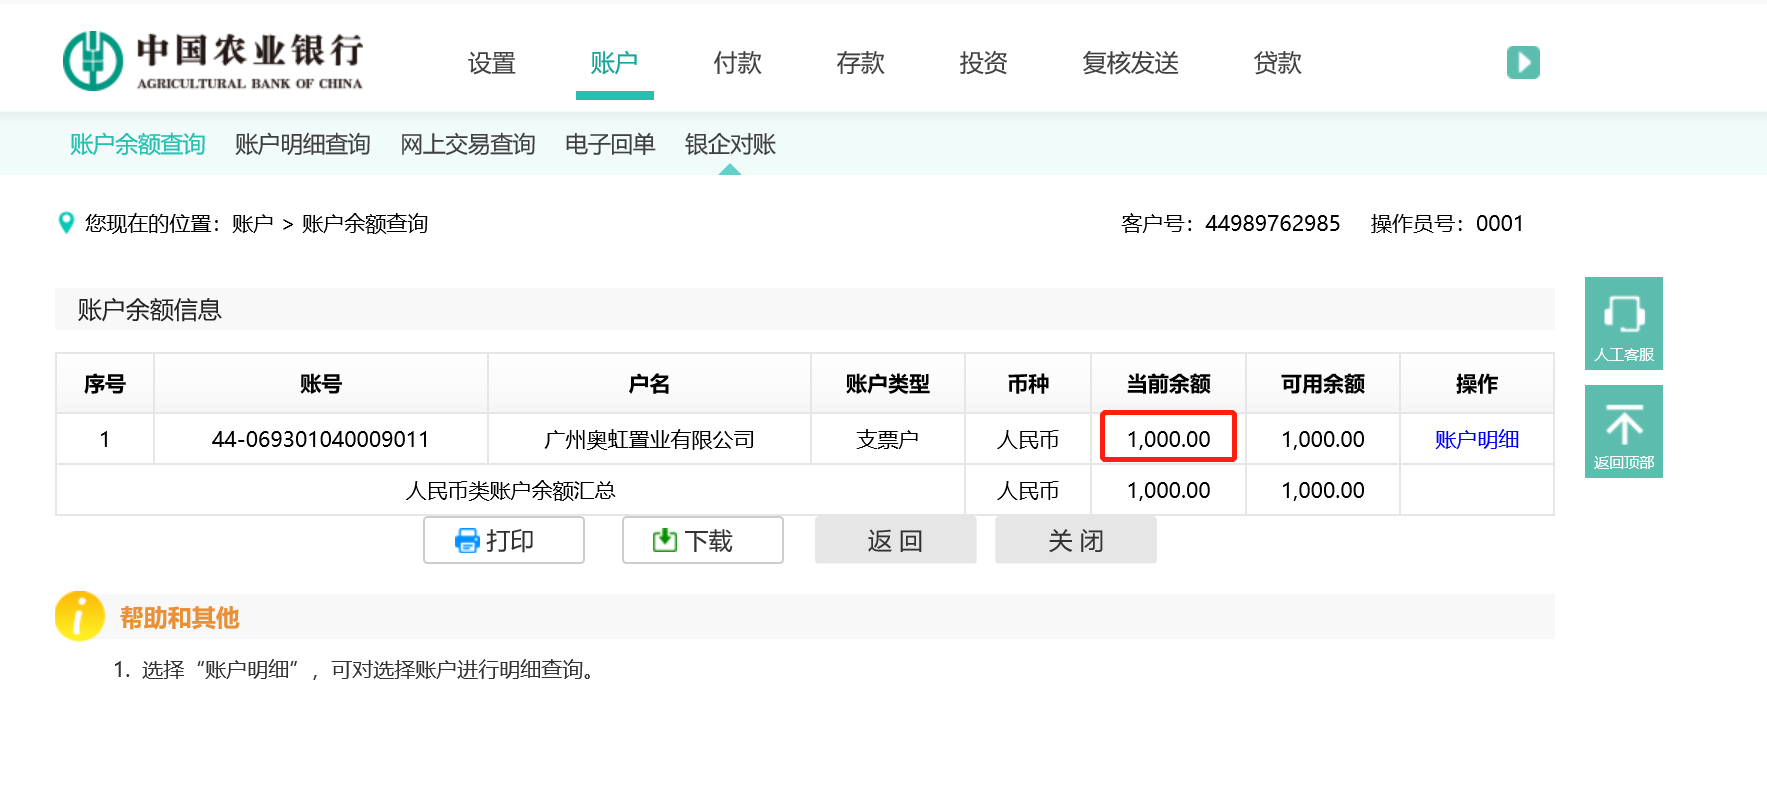 中国农业银行
AGRICULTURAL BANK OF CHINA
设置 账户 付款 存款 投资 复核发送 贷款
账户余额查询 账户明细查询 网上交易查询 电子回单 银企对账
您现在的位置：账户 > 账户余额查询 客户号：44989762985 操作员号：0001
账户余额信息
人工客服
序号 账号 户名 账户类型 币种 当前余额 可用余额 操作
1 44-069301040009011 广州奥虹置业有限公司 支票户 人民币 1,000.00 1,000.00 账户明细
返回顶部
人民币类账户余额汇总 人民币 1,000.00 1,000.00
打印 下载 返 回 关 闭
帮助和其他
1. 选择“账户明细”，可对选择账户进行明细查询。